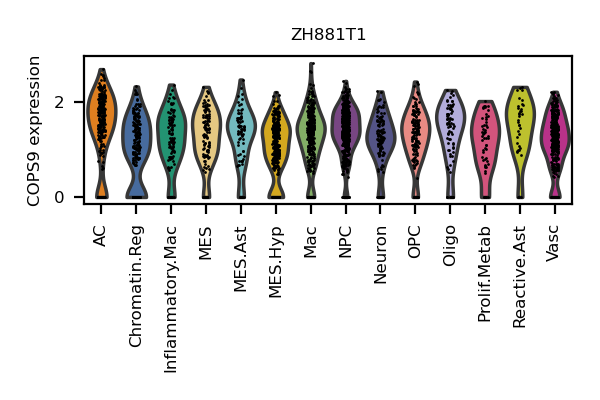 ZH881T1
COPS9 expression
2
0
AC
Chromatin.Reg
Inflammatory.Mac
MES
MES.Ast
MES.Hyp
Mac
NPC
Neuron
OPC
Oligo
Prolif.Metab
Reactive.Ast
Vasc